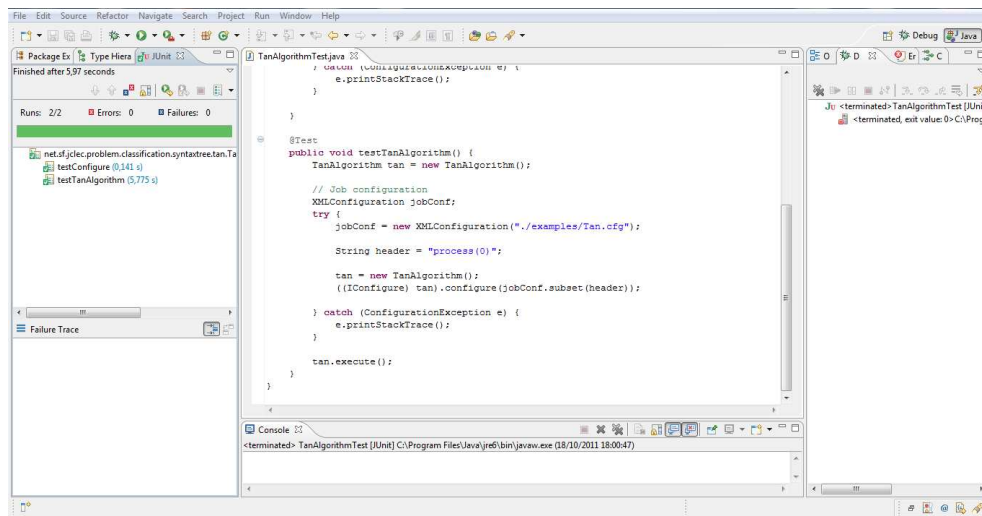 File Edit Source Refactor Navigate Search Project Run Window Help
Debug Java
Package Ex Type Hiera JUnit
Finished after 5,97 seconds
Runs: 2/2 Errors: 0 Failures: 0
net.sf.jclec.problem.classification.syntaxtree.tan.Ta
testConfigure (0,141 s)
testTanAlgorithm (5,775 s)
Failure Trace
TanAlgorithmTest.java
} catch (ConfigurationException e) {
e.printStackTrace();
}
}
@Test
public void testTanAlgorithm() {
TanAlgorithm tan = new TanAlgorithm();
// Job configuration
XMLConfiguration jobConf;
try {
jobConf = new XMLConfiguration("./examples/Tan.cfg");
String header = "process(0)";
tan = new TanAlgorithm();
((IConfigure) tan).configure(jobConf.subset(header));
} catch (ConfigurationException e) {
e.printStackTrace();
}
tan.execute();
}
}
Console
<terminated> TanAlgorithmTest [JUnit] C:\Program Files\Java\jre6\bin\javaw.exe (18/10/2011 18:00:47)
O D Er C
<terminated>TanAlgorithmTest [JUni
<terminated, exit value: 0>C:\Prog